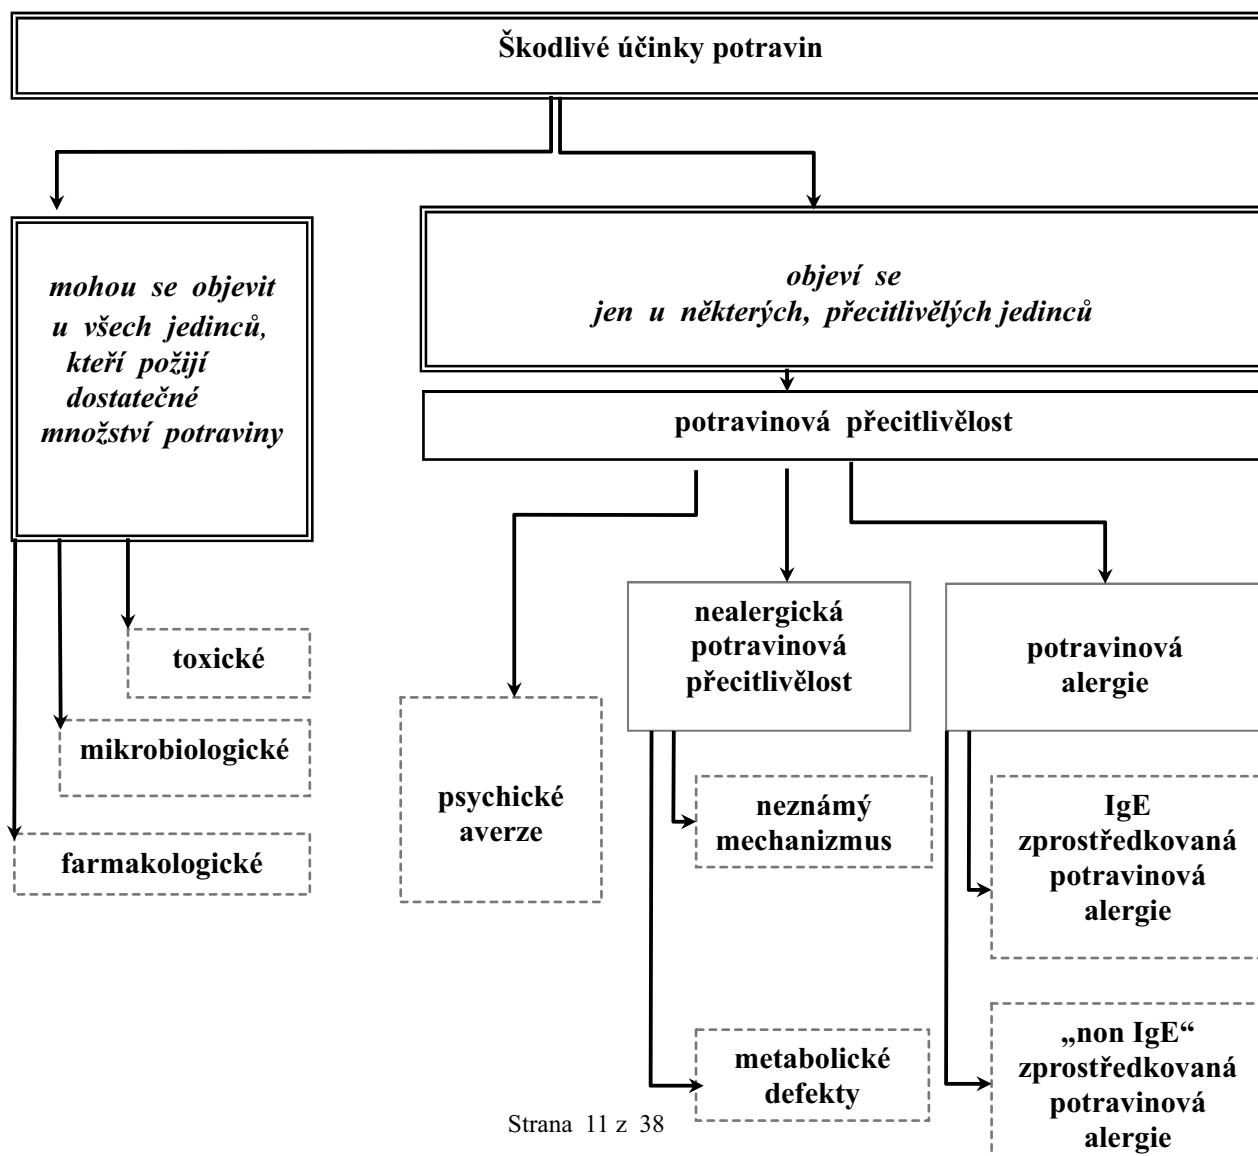 Škodlivé účinky potravin
mohou se objevit
u všech jedinců,
kteří požijí
dostatečné
množství potraviny
objeví se
jen u některých, přecitlivělých jedinců
potravinová přecitlivělost
toxické
mikrobiologické
farmakologické
psychické
averze
nealergická
potravinová
přecitlivělost
neznámý
mechanizmus
metabolické
defekty
potravinová
alergie
IgE
zprostředkovaná
potravinová
alergie
„non IgE“
zprostředkovaná
potravinová
alergie
Strana 11 z 38